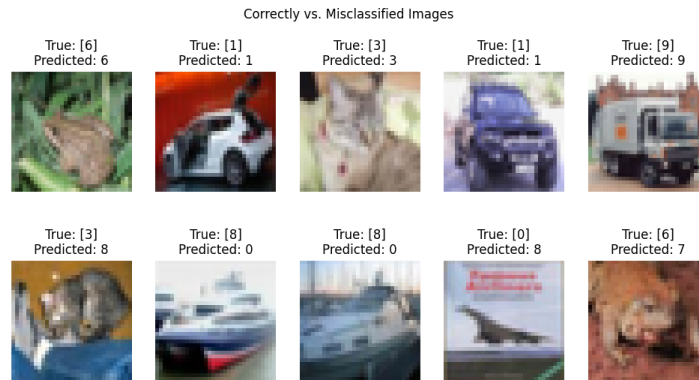 Correctly vs. Misclassified Images
True: [6]
Predicted: 6
True: [1]
Predicted: 1
True: [3]
Predicted: 3
True: [1]
Predicted: 1
True: [9]
Predicted: 9
True: [3]
Predicted: 8
True: [8]
Predicted: 0
True: [8]
Predicted: 0
True: [0]
Predicted: 8
True: [6]
Predicted: 7